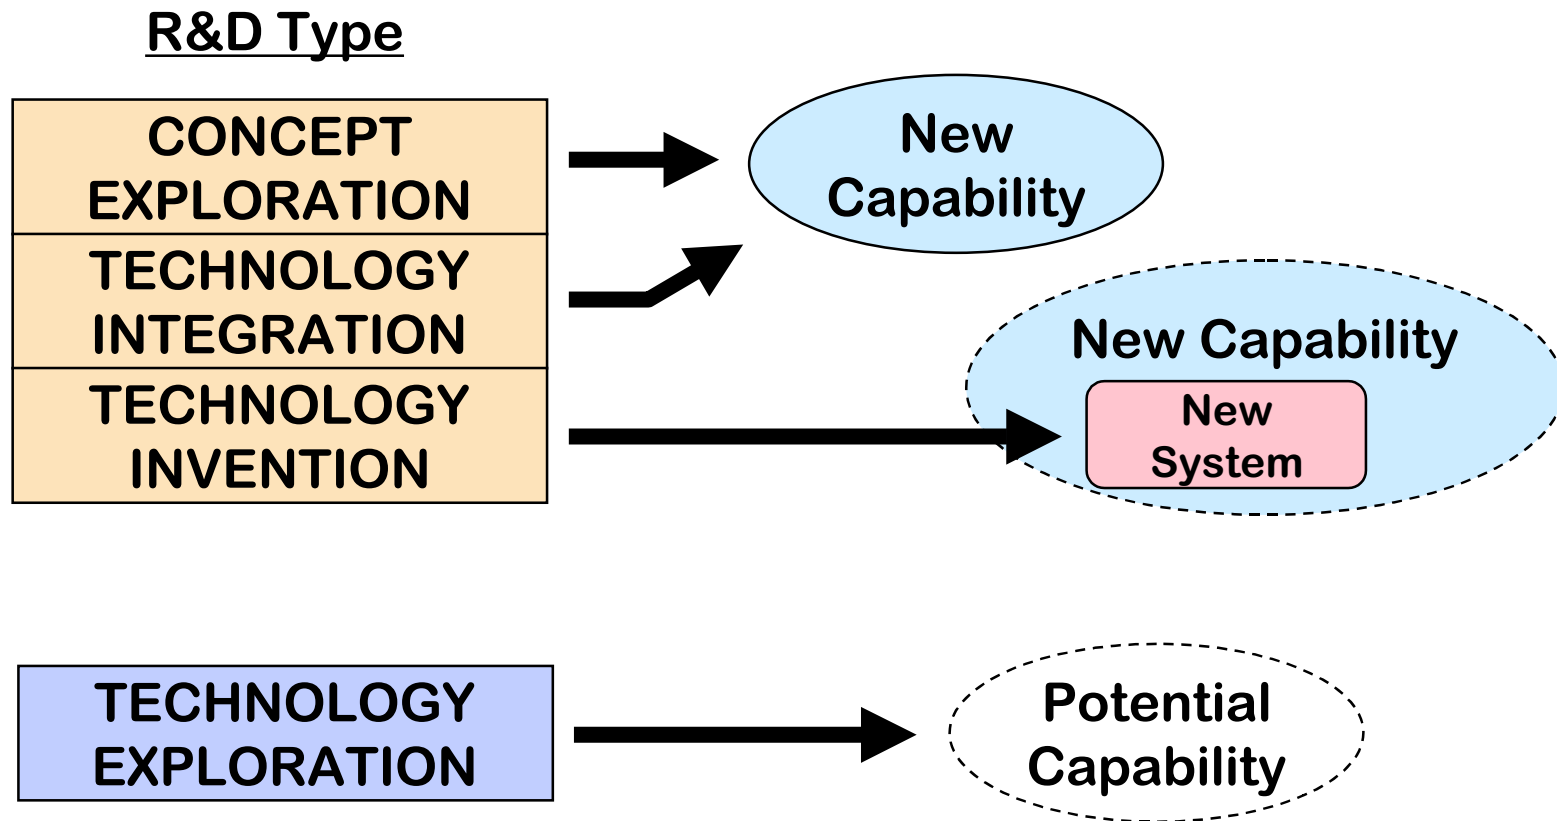 R&D Type
CONCEPT
EXPLORATION
TECHNOLOGY
INTEGRATION
TECHNOLOGY
INVENTION
New
Capability
New Capability
New
System
TECHNOLOGY
EXPLORATION
Potential
Capability